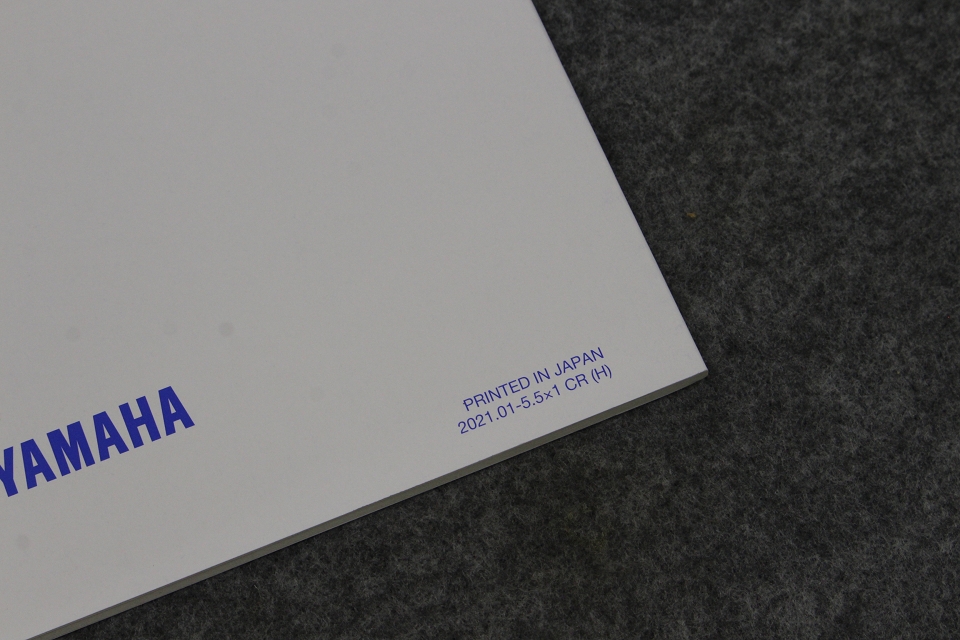 YAMAHA
PRINTED IN JAPAN
2021.01-5.5×1 CR (H)